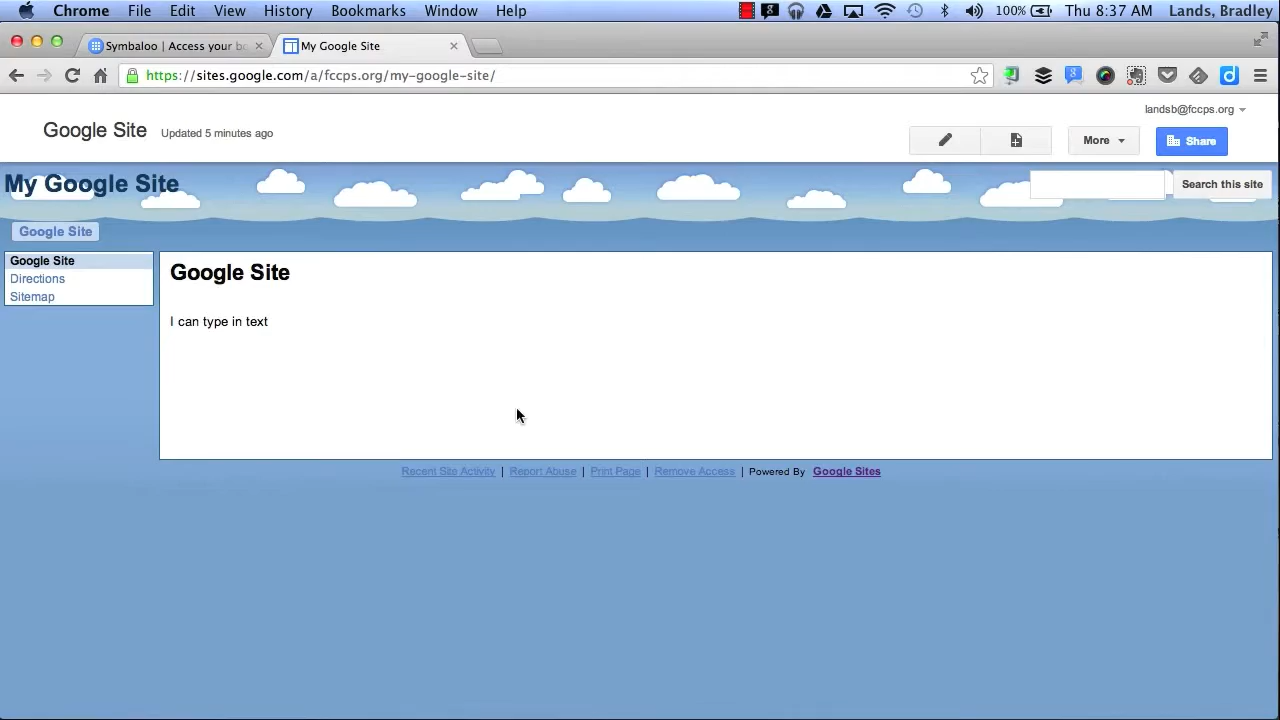 Chrome File Edit View History Bookmarks Window Help 100% Thu 8:37 AM Lands, Bradley
Symbaloo | Access your bo
My Google Site
https://sites.google.com/a/fccps.org/my-google-site/
landsb@fccps.org
Google Site Updated 5 minutes ago
More Share
My Google Site
Search this site
Google Site
Google Site
Directions
Sitemap
Google Site
I can type in text
Recent Site Activity | Report Abuse | Print Page | Remove Access | Powered By Google Sites